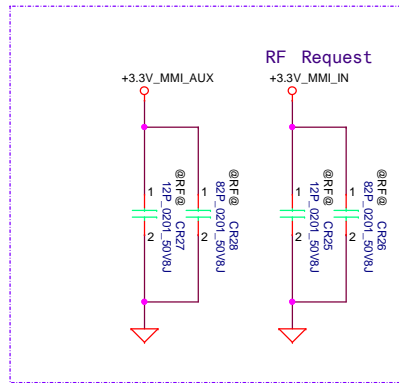 RF Request
+3.3V_MMI_AUX
+3.3V_MMI_IN
1
2
@RF@ CR27
12P_0201_50V8J
1
2
@RF@ CR28
82P_0201_50V8J
1
2
@RF@ CR25
12P_0201_50V8J
1
2
@RF@ CR26
82P_0201_50V8J